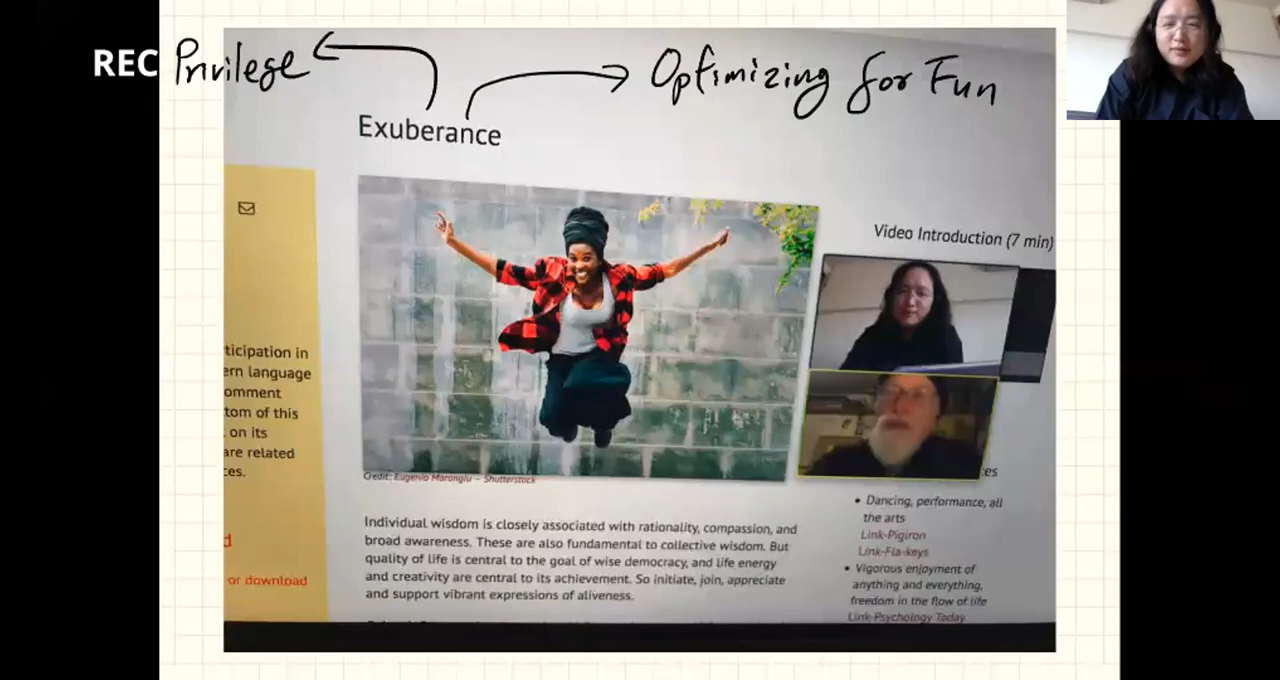 REC
Privilege
Optimizing for Fun
Exuberance
Video Introduction (7 min)
ticipation in
ern language
omment
tom of this
on its
are related
ces.
d
or download
Credit: Eugenio Marongiu – Shutterstock
Individual wisdom is closely associated with rationality, compassion, and
broad awareness. These are also fundamental to collective wisdom. But
quality of life is central to the goal of wise democracy, and life energy
and creativity are central to its achievement. So initiate, join, appreciate
and support vibrant expressions of aliveness.
es
• Dancing, performance, all
the arts
Link-Pigiron
Link-Fla-keys
• Vigorous enjoyment of
anything and everything,
freedom in the flow of life
Link-Psychology Today